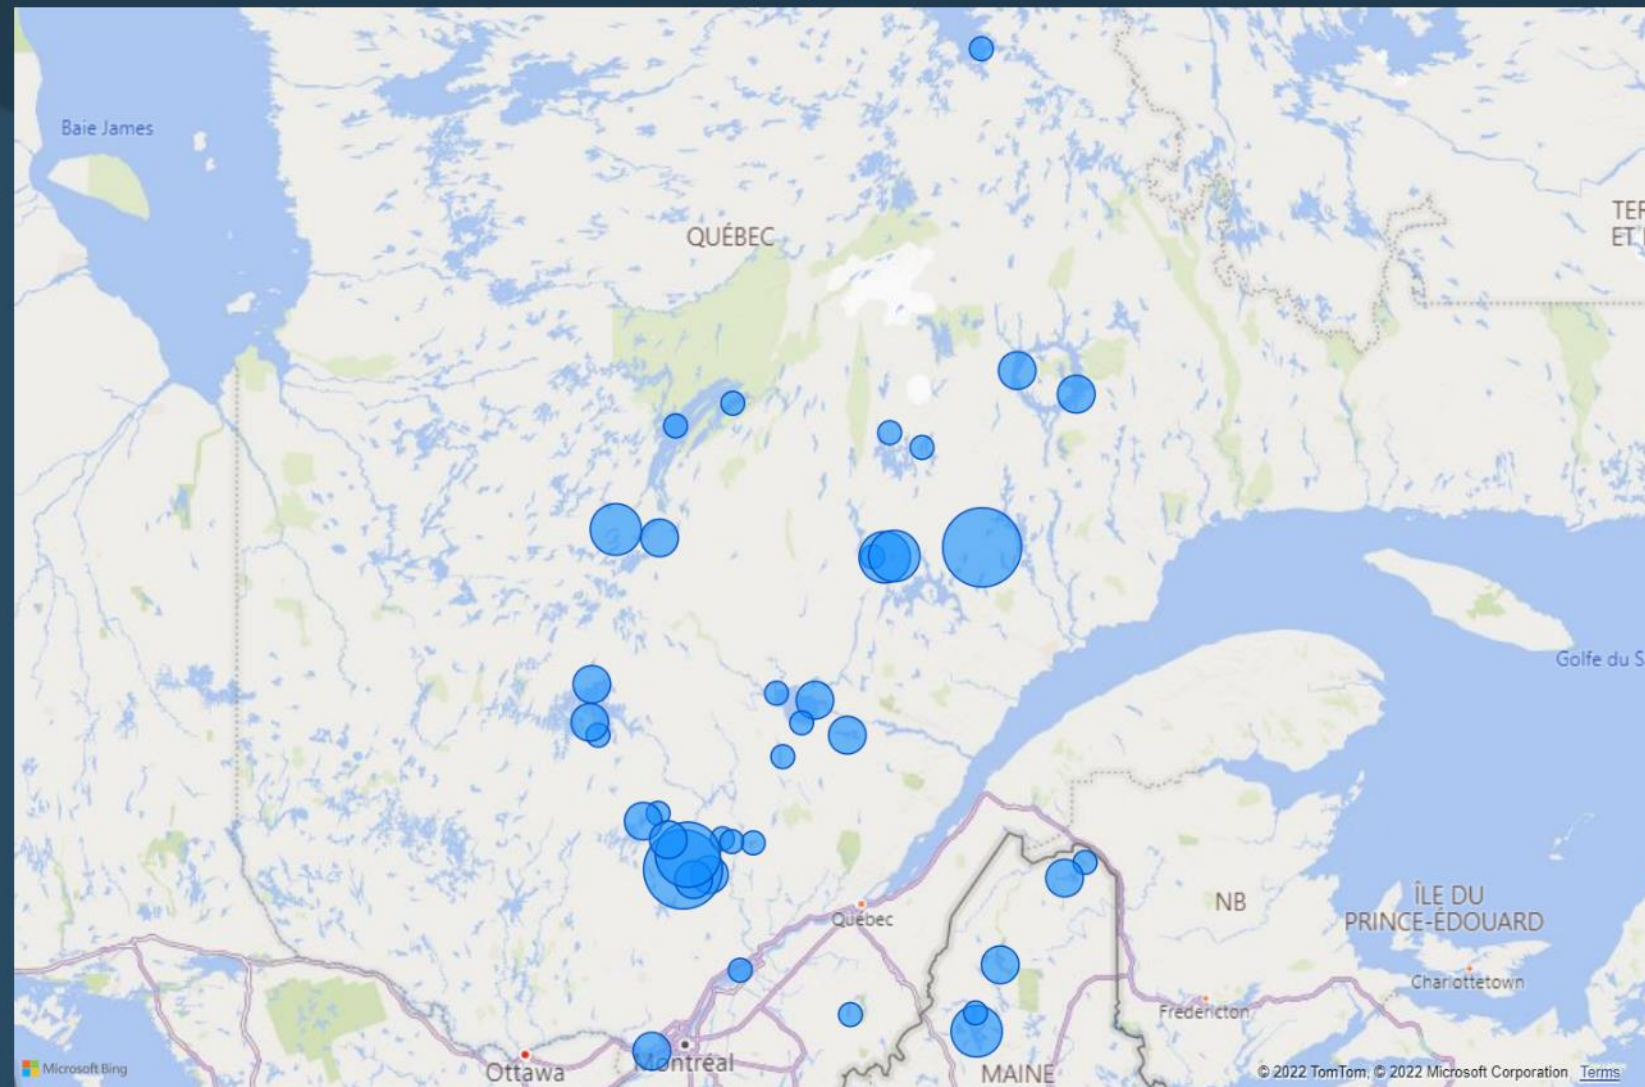 Baie James
QUÉBEC
TER
ET
Golfe du S
Québec
NB
ÎLE DU
PRINCE-ÉDOUARD
Charlottetown
Fredericton
Ottawa
Montréal
MAINE
Microsoft Bing
© 2022 TomTom, © 2022 Microsoft Corporation Terms